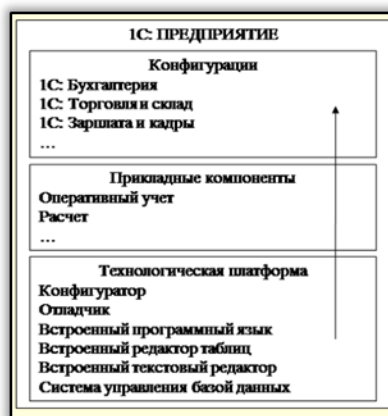 1С: ПРЕДПРИЯТИЕ
Конфигурации
1С: Бухгалтерия
1С: Торговля и склад
1С: Зарплата и кадры
...
Прикладные компоненты
Оперативный учет
Расчет
...
Технологическая платформа
Конфигуратор
Отладчик
Встроенный программный язык
Встроенный редактор таблиц
Встроенный текстовый редактор
Система управления базой данных